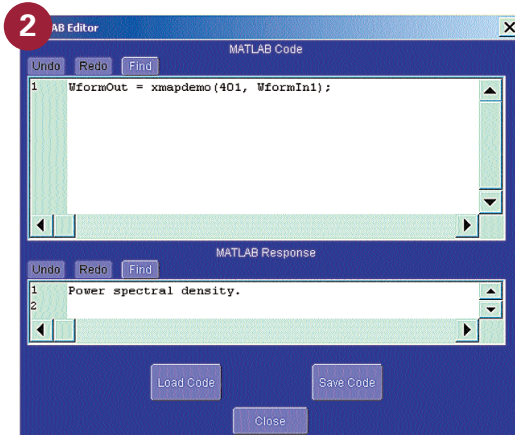 2
AB Editor
MATLAB Code
Undo Redo Find
1 WformOut = xmapdemo(401, WformIn1);
MATLAB Response
Undo Redo Find
1 Power spectral density.
2
Load Code Save Code
Close